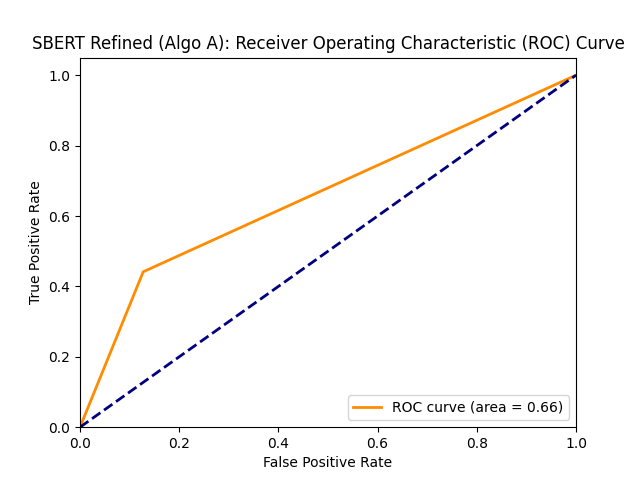 SBERT Refined (Algo A): Receiver Operating Characteristic (ROC) Curve
1.0
0.8
0.6
0.4
0.2
0.0
True Positive Rate
ROC curve (area = 0.66)
0.0 0.2 0.4 0.6 0.8 1.0
False Positive Rate